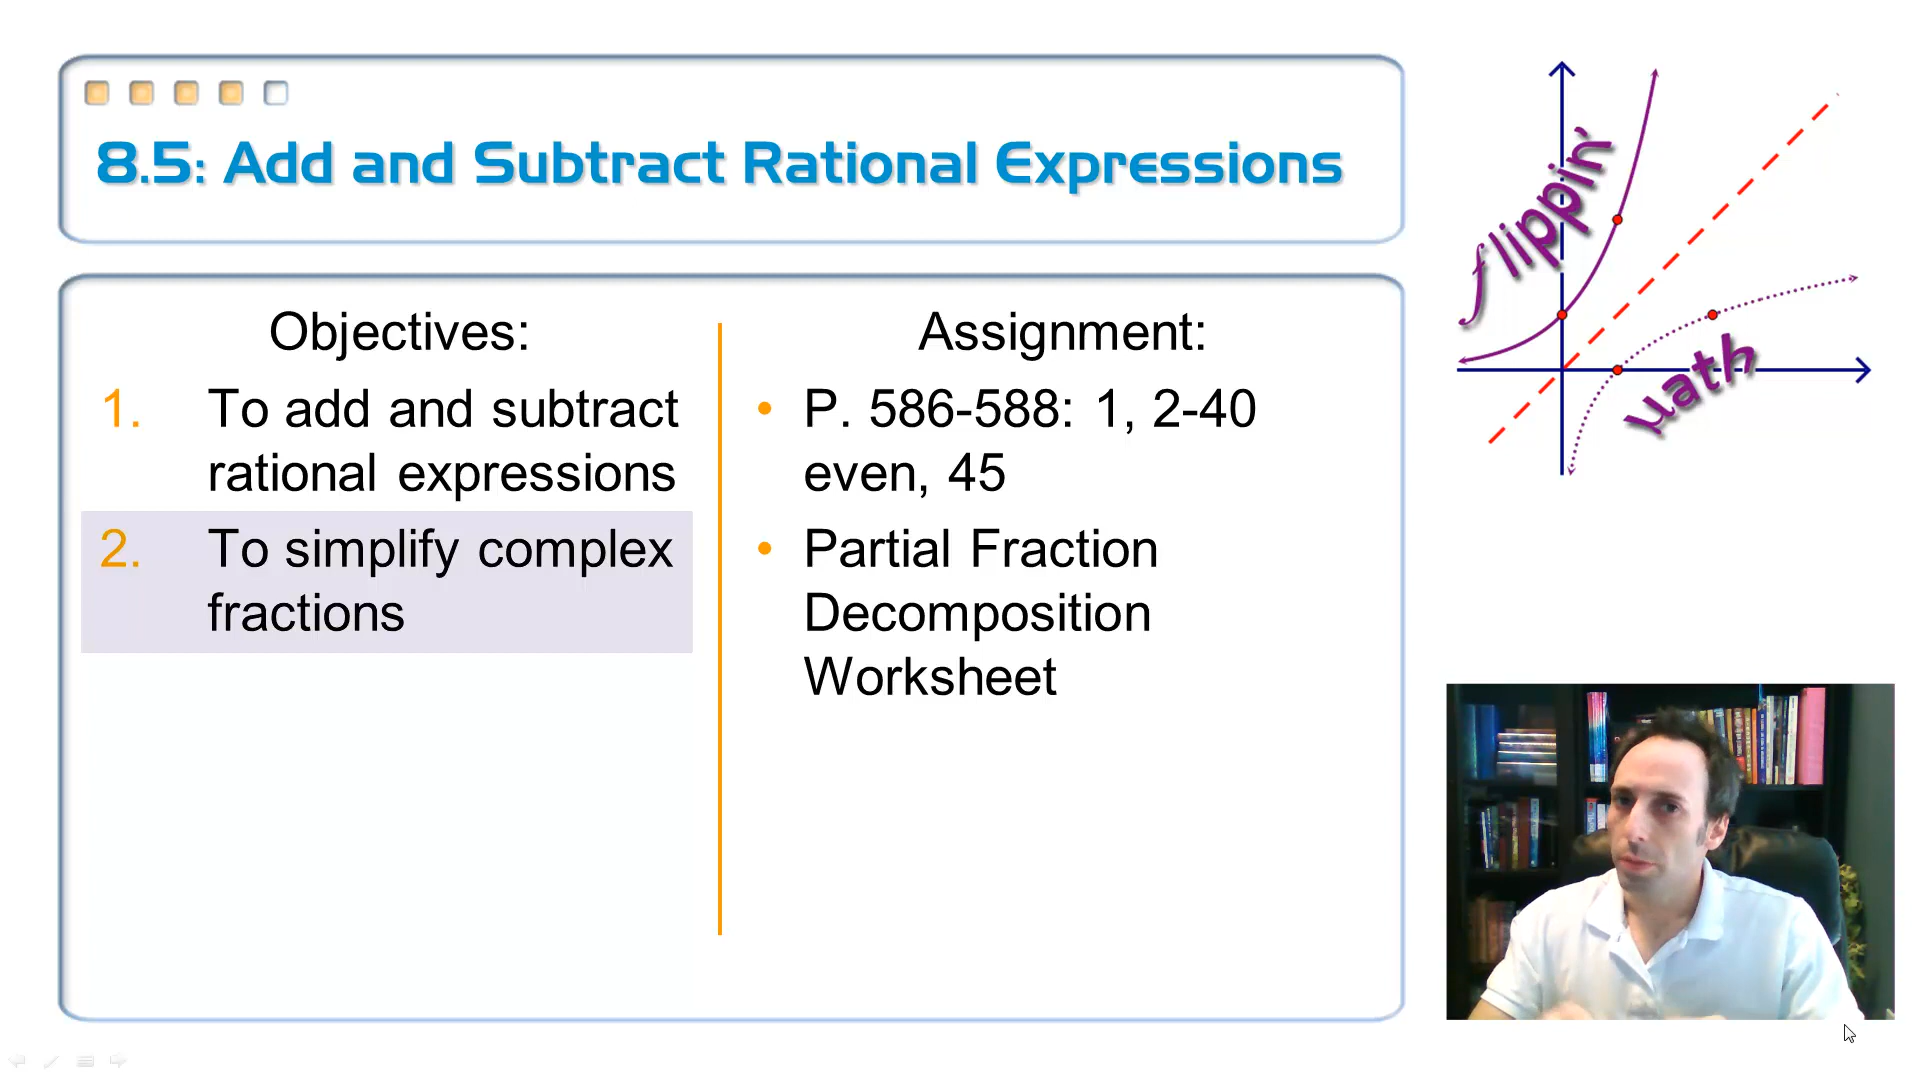 8.5: Add and Subtract Rational Expressions
Objectives:
1. To add and subtract
rational expressions
2. To simplify complex
fractions
Assignment:
• P. 586-588: 1, 2-40
even, 45
• Partial Fraction
Decomposition
Worksheet
flippin'
math